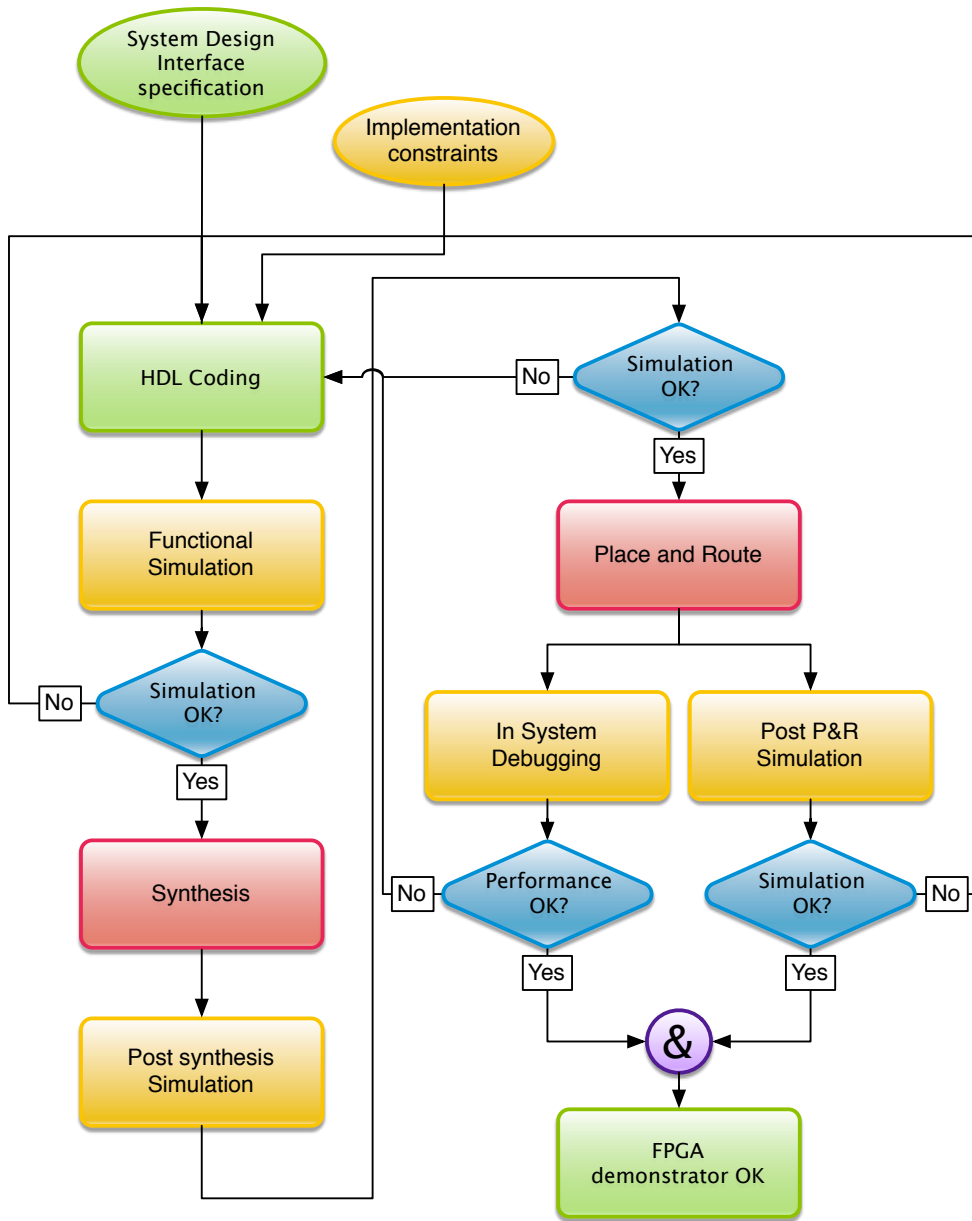 System Design
Interface
specification
Implementation
constraints
HDL Coding
No
Simulation
OK?
Yes
Functional
Simulation
Place and Route
No
Simulation
OK?
Yes
In System
Debugging
Post P&R
Simulation
Synthesis
No
Performance
OK?
Simulation
OK?
No
Yes
Yes
Post synthesis
Simulation
&
FPGA
demonstrator OK